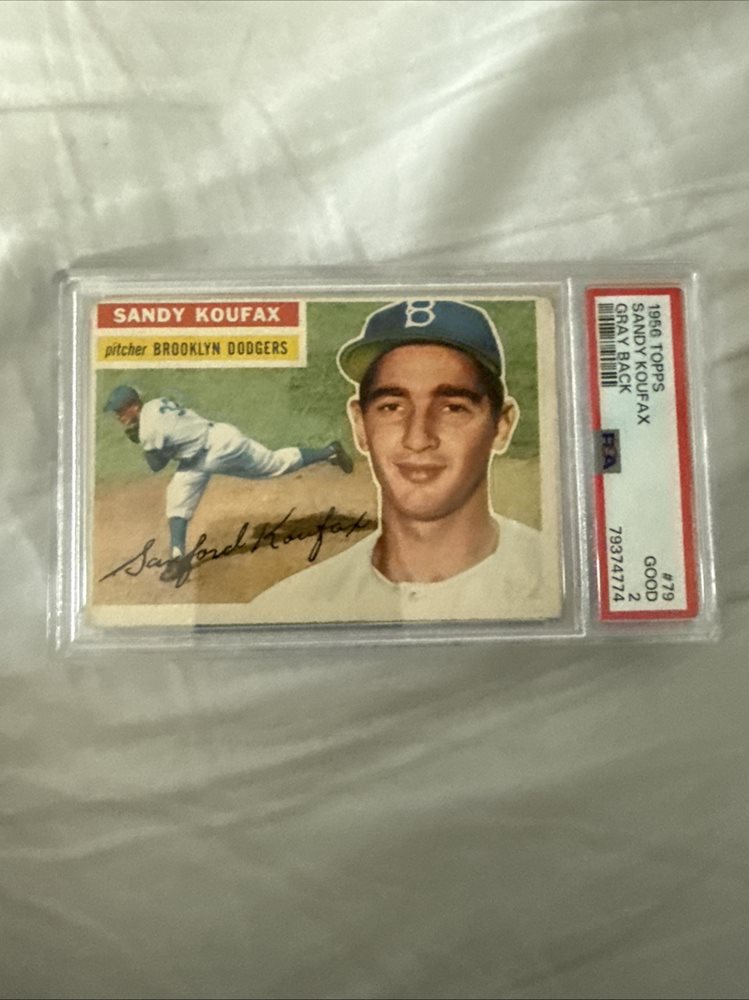 SANDY KOUFAX
pitcher BROOKLYN DODGERS
B
Sanford Koufax
1956 TOPPS
SANDY KOUFAX
GRAY BACK
PSA
#79
GOOD
2
79374774